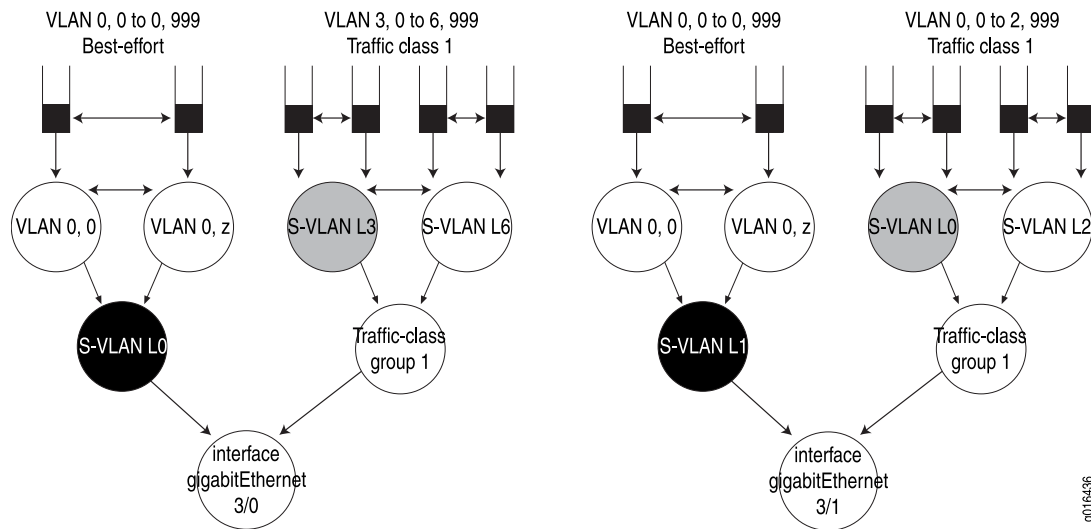 VLAN 0, 0 to 0, 999
Best-effort
VLAN 3, 0 to 6, 999
Traffic class 1
VLAN 0, 0 to 0, 999
Best-effort
VLAN 0, 0 to 2, 999
Traffic class 1
VLAN 0, 0
VLAN 0, z
S-VLAN L3
S-VLAN L6
VLAN 0, 0
VLAN 0, z
S-VLAN L0
S-VLAN L2
S-VLAN L0
Traffic-class
group 1
S-VLAN L1
Traffic-class
group 1
interface
gigabitEthernet
3/0
interface
gigabitEthernet
3/1
g016436